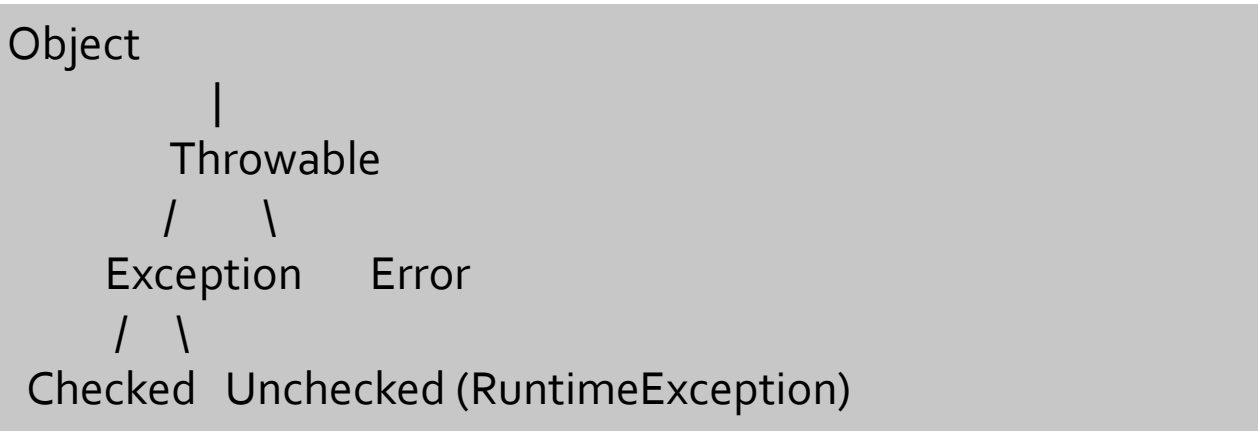 Object
|
Throwable
/ \
Exception Error
/ \
Checked Unchecked (RuntimeException)